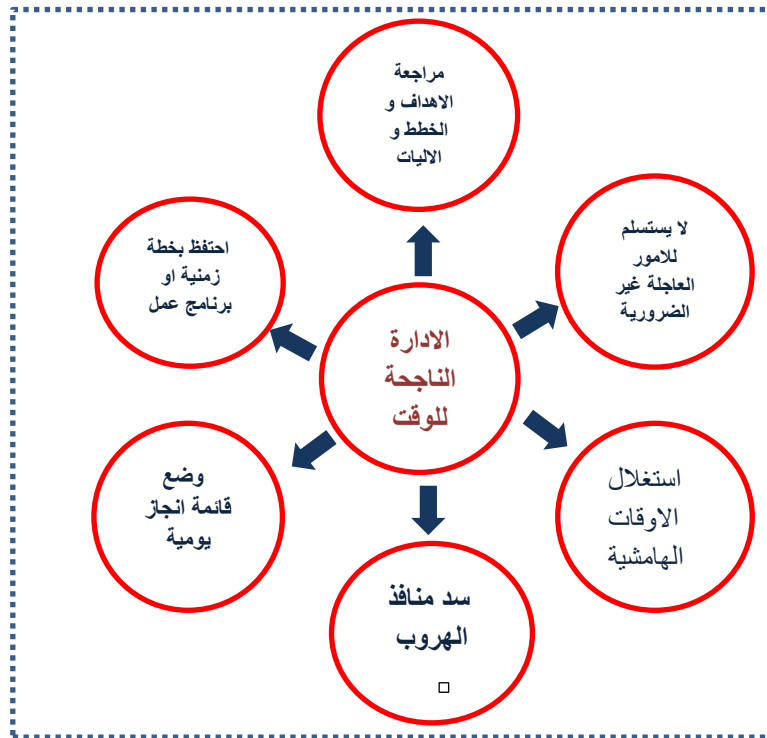 مراجعة
الاهداف و
الخطط و
الاليات
لا يستسلم
للامور
العاجلة غير
الضرورية
احتفظ بخطة
زمنية او
برنامج عمل
الادارة
الناجحة
للوقت
استغلال
الاوقات
الهامشية
وضع
قائمة انجاز
يومية
سد منافذ
الهروب